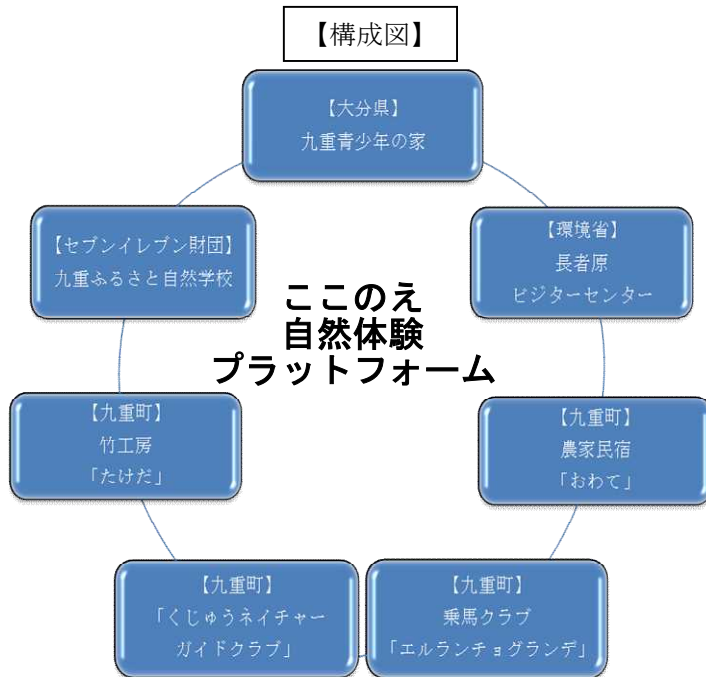 【構成図】
【大分県】
九重青少年の家
【セブンイレブン財団】
九重ふるさと自然学校
【環境省】
長者原
ビジターセンター
ここのえ
自然体験
プラットフォーム
【九重町】
竹工房
「たけだ」
【九重町】
農家民宿
「おわて」
【九重町】
「くじゅうネイチャー
ガイドクラブ」
【九重町】
乗馬クラブ
「エルランチョグランデ」